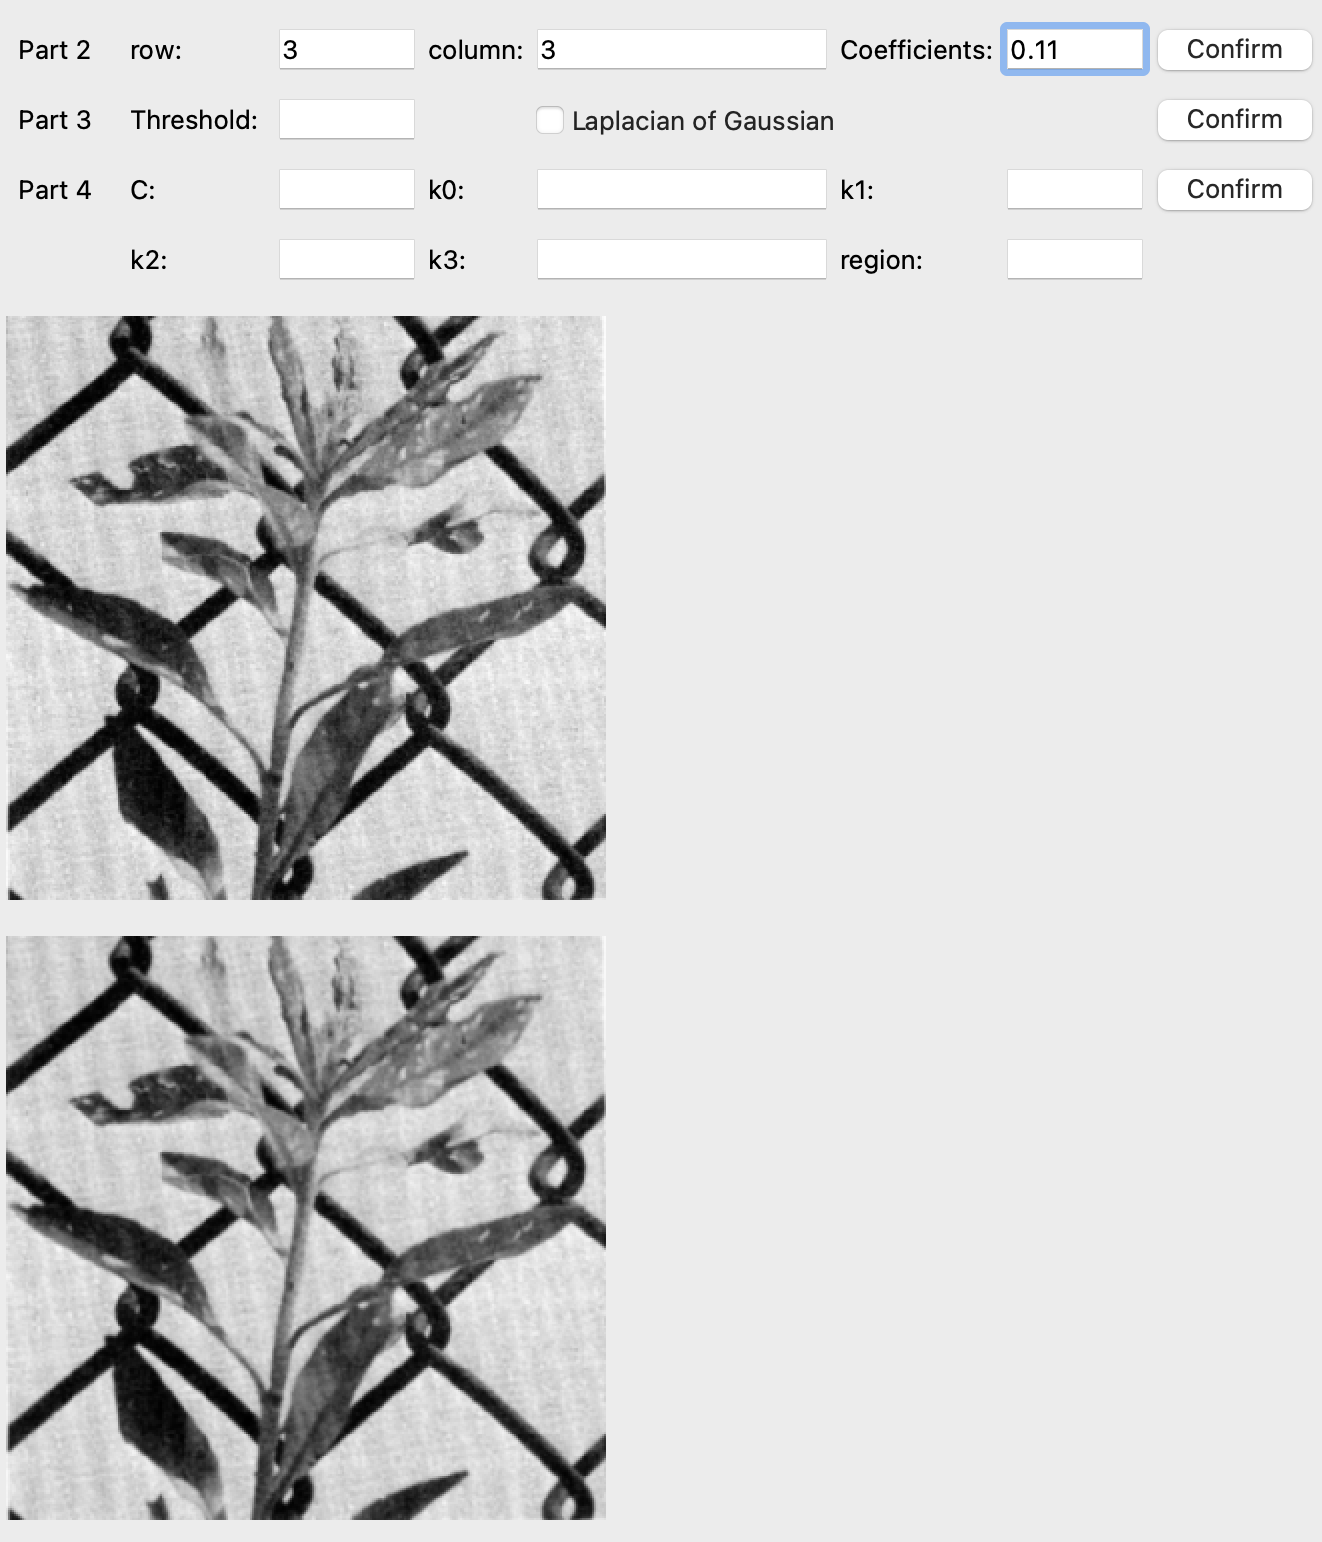 Part 2 row: 3 column: 3 Coefficients: 0.11 Confirm
Part 3 Threshold: Laplacian of Gaussian Confirm
Part 4 C: k0: k1: Confirm
k2: k3: region: